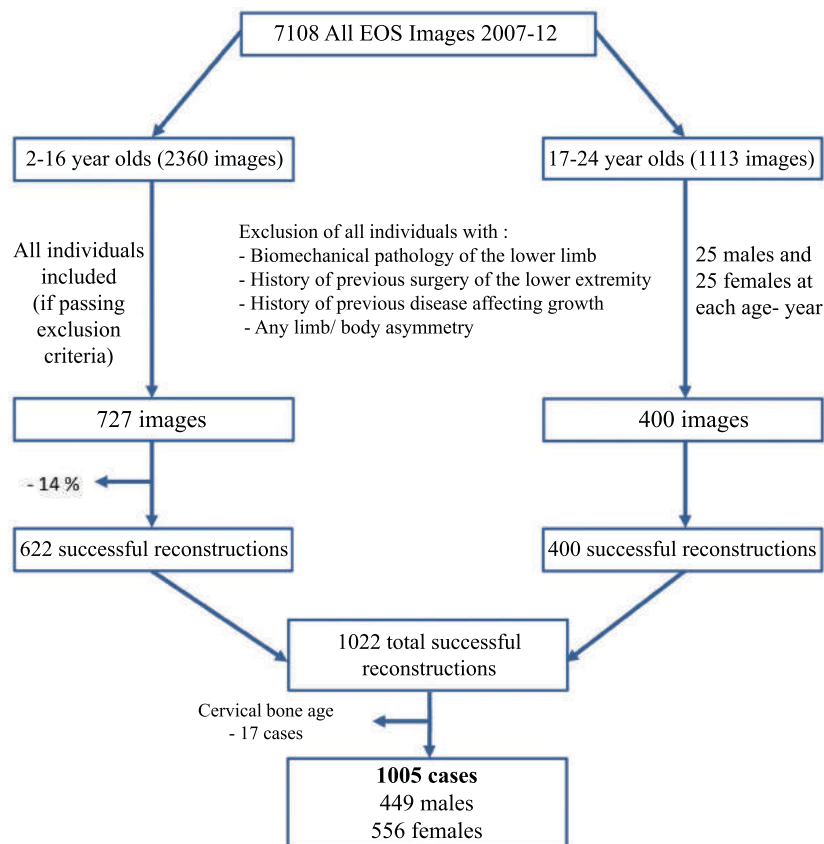 7108 All EOS Images 2007-12
2-16 year olds (2360 images)
17-24 year olds (1113 images)
All individuals
included
(if passing
exclusion
criteria)
Exclusion of all individuals with :
- Biomechanical pathology of the lower limb
- History of previous surgery of the lower extremity
- History of previous disease affecting growth
- Any limb/ body asymmetry
25 males and
25 females at
each age- year
727 images
400 images
- 14 %
622 successful reconstructions
400 successful reconstructions
1022 total successful
reconstructions
Cervical bone age
- 17 cases
1005 cases
449 males
556 females